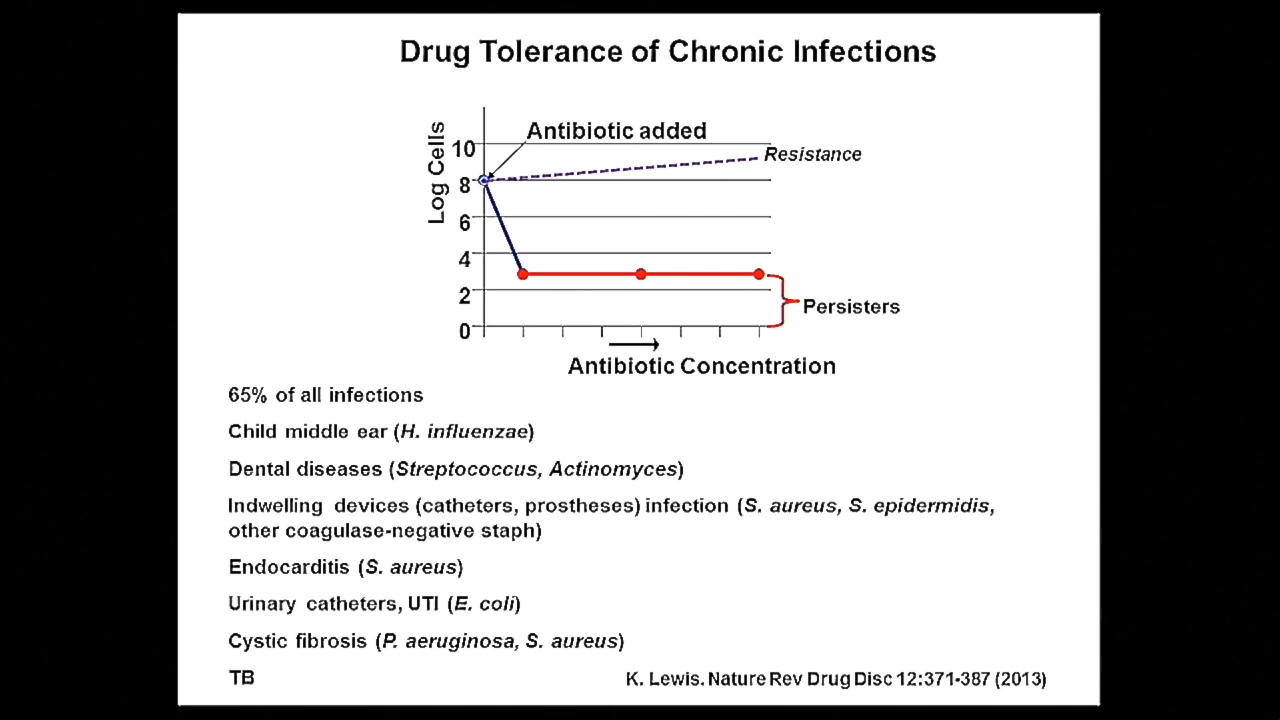 Drug Tolerance of Chronic Infections
Antibiotic added
Log Cells
10
8
6
4
2
0
Resistance
Persisters
Antibiotic Concentration
65% of all infections
Child middle ear (H. influenzae)
Dental diseases (Streptococcus, Actinomyces)
Indwelling devices (catheters, prostheses) infection (S. aureus, S. epidermidis,
other coagulase-negative staph)
Endocarditis (S. aureus)
Urinary catheters, UTI (E. coli)
Cystic fibrosis (P. aeruginosa, S. aureus)
TB
K. Lewis. Nature Rev Drug Disc 12:371-387 (2013)